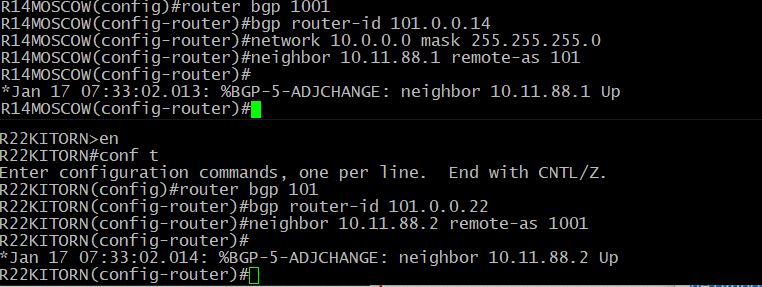 R14MOSCOW(config)#router bgp 1001
R14MOSCOW(config-router)#bgp router-id 101.0.0.14
R14MOSCOW(config-router)#network 10.0.0.0 mask 255.255.255.0
R14MOSCOW(config-router)#neighbor 10.11.88.1 remote-as 101
R14MOSCOW(config-router)#
*Jan 17 07:33:02.013: %BGP-5-ADJCHANGE: neighbor 10.11.88.1 Up
R14MOSCOW(config-router)#
R22KITORN>en
R22KITORN#conf t
Enter configuration commands, one per line.  End with CNTL/Z.
R22KITORN(config)#router bgp 101
R22KITORN(config-router)#bgp router-id 101.0.0.22
R22KITORN(config-router)#neighbor 10.11.88.2 remote-as 1001
R22KITORN(config-router)#
*Jan 17 07:33:02.014: %BGP-5-ADJCHANGE: neighbor 10.11.88.2 Up
R22KITORN(config-router)#